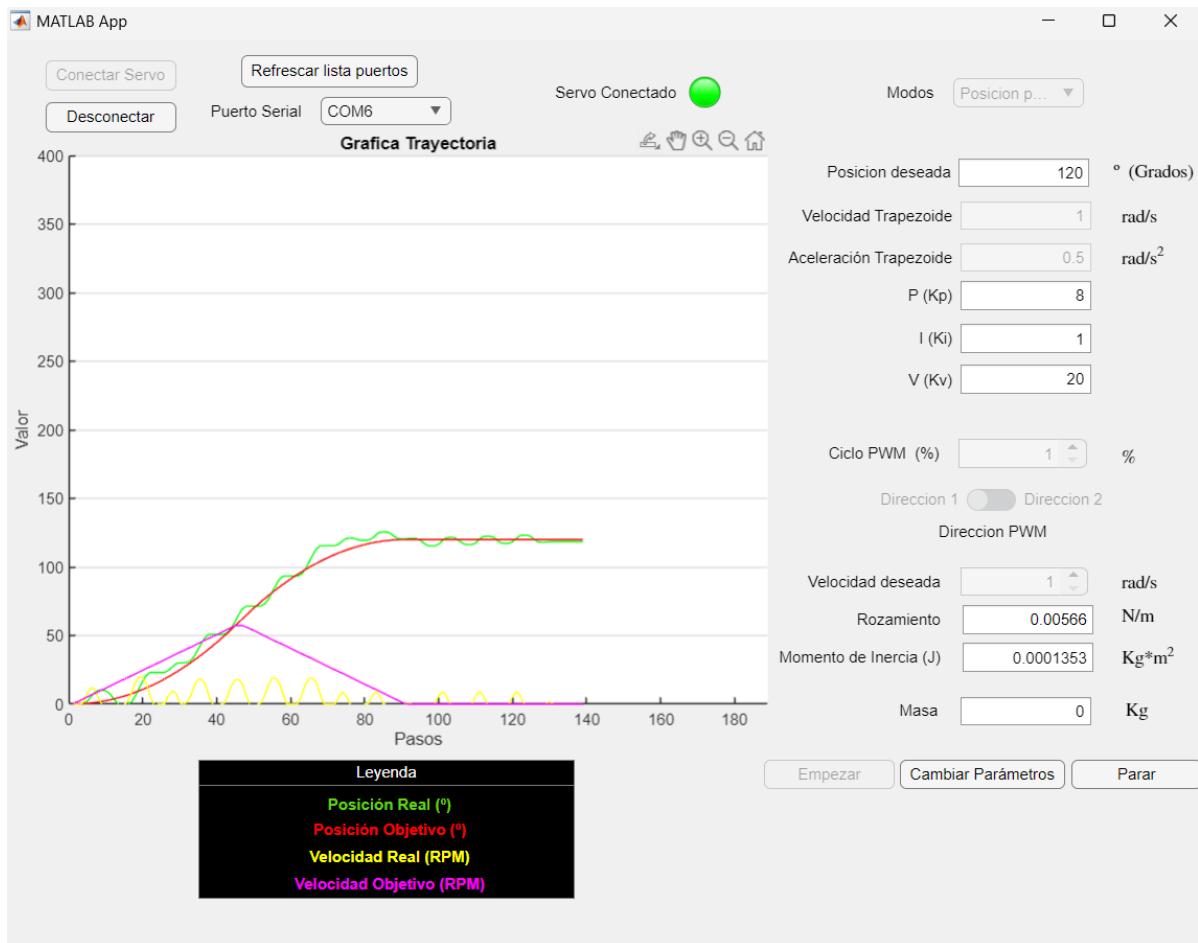 MATLAB App
Conectar Servo
Refrescar lista puertos
Servo Conectado
Modos
Posicion p...
Desconectar
Puerto Serial
COM6
Grafica Trayectoria
400
350
300
250
200
150
100
50
0
Valor
0 20 40 60 80 100 120 140 160 180
Pasos
Posicion deseada 120 º (Grados)
Velocidad Trapezoide 1 rad/s
Aceleración Trapezoide 0.5 rad/s²
P (Kp) 8
I (Ki) 1
V (Kv) 20
Ciclo PWM (%) 1 %
Direccion 1 Direccion 2
Direccion PWM
Velocidad deseada 1 rad/s
Rozamiento 0.00566 N/m
Momento de Inercia (J) 0.0001353 Kg*m²
Masa 0 Kg
Empezar Cambiar Parámetros Parar
Leyenda
Posición Real (º)
Posición Objetivo (º)
Velocidad Real (RPM)
Velocidad Objetivo (RPM)